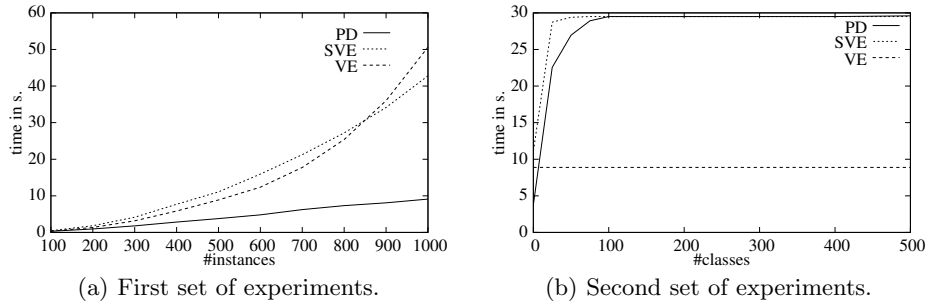 60
50
40
30
20
10
0
time in s.
PD
SVE
VE
100 200 300 400 500 600 700 800 900 1000
#instances
(a) First set of experiments.
30
25
20
15
10
5
0
time in s.
PD
SVE
VE
0 100 200 300 400 500
#classes
(b) Second set of experiments.